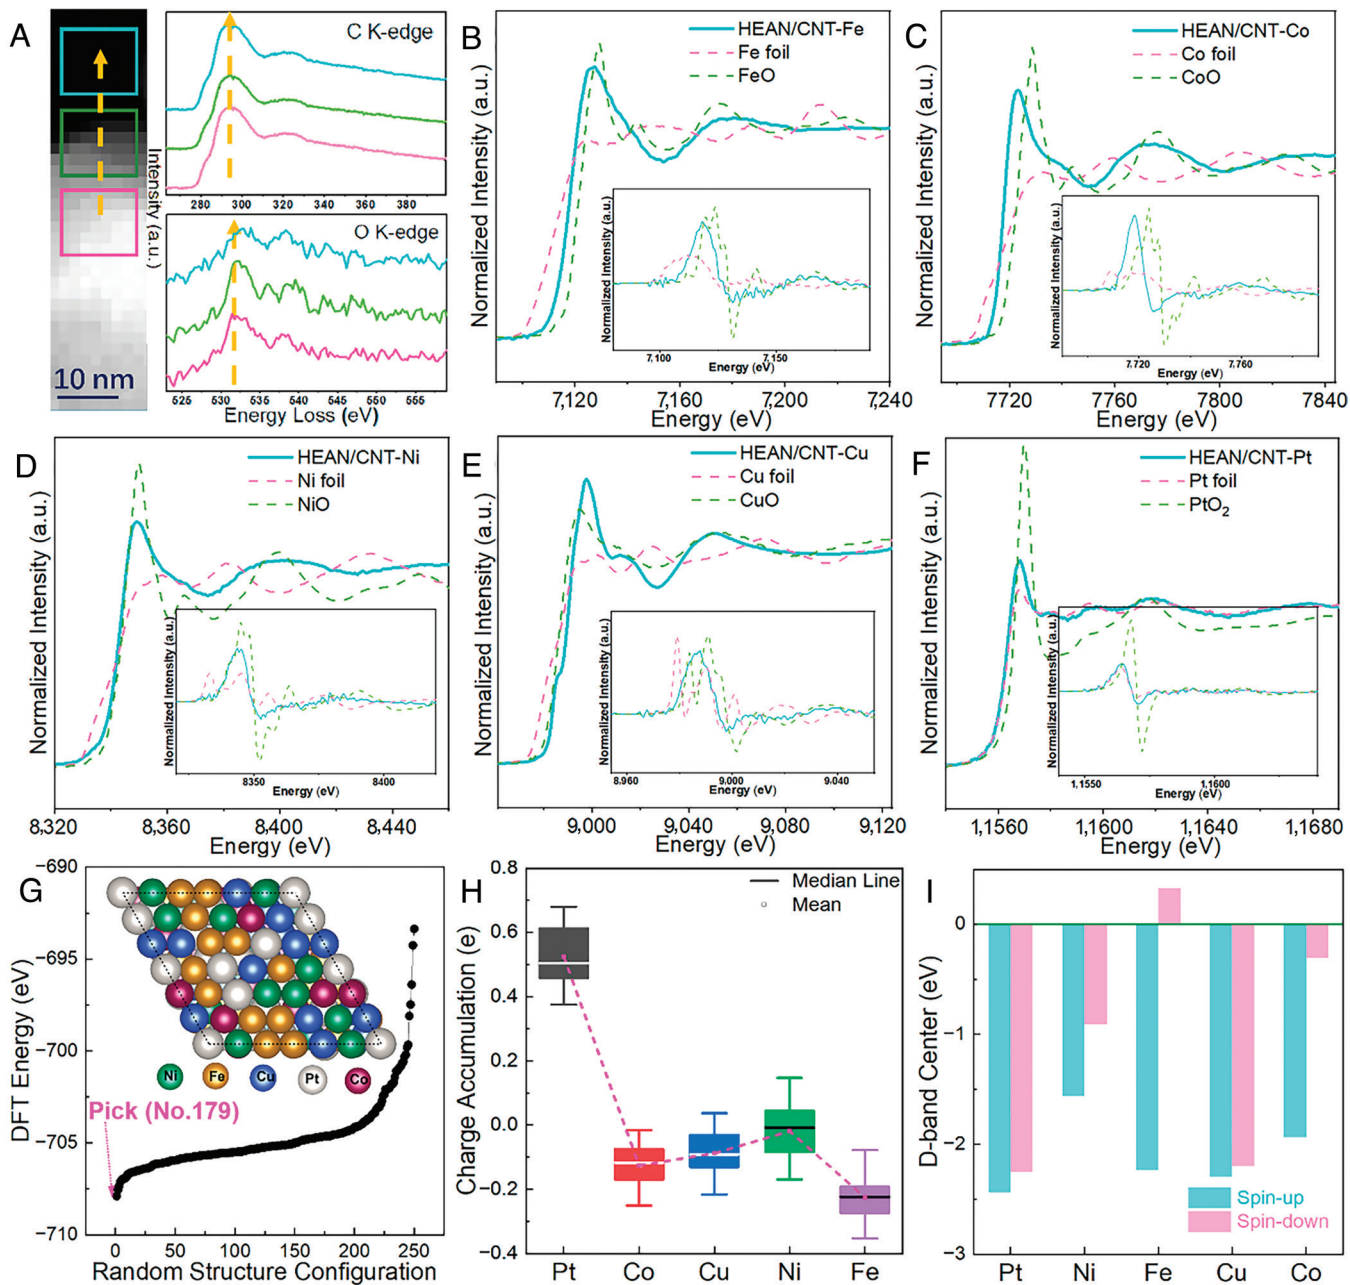 A
C K-edge
280 300 320 340 360 380
O K-edge
525 530 535 540 545 550 555
Energy Loss (eV)
Intensity (a.u.)
10 nm
B
HEAN/CNT-Fe
Fe foil
FeO
Normalized Intensity (a.u.)
Normalized Intensity (a.u.)
7,100 7,150
Energy (eV)
7,120 7,160 7,200 7,240
Energy (eV)
C
HEAN/CNT-Co
Co foil
CoO
Normalized Intensity (a.u.)
Normalized Intensity (a.u.)
7.720 7.760
Energy (eV)
7720 7760 7800 7840
Energy (eV)
D
HEAN/CNT-Ni
Ni foil
NiO
Normalized Intensity (a.u.)
Normalized Intensity (a.u.)
8350 8400
Energy (eV)
8,320 8,360 8,400 8,440
Energy (eV)
E
HEAN/CNT-Cu
Cu foil
CuO
Normalized Intensity (a.u.)
Normalized Intensity (a.u.)
8.960 9.000 9.040
Energy (eV)
9,000 9,040 9,080 9,120
Energy (eV)
F
HEAN/CNT-Pt
Pt foil
PtO2
Normalized Intensity (a.u.)
Normalized Intensity (a.u.)
1,1550 1,1600
Energy (eV)
1,1560 1,1600 1,1640 1,1680
Energy (eV)
G
−690
−695
−700
−705
−710
DFT Energy (eV)
Ni Fe Cu Pt Co
Pick (No.179)
0 50 100 150 200 250
Random Structure Configuration
H
Median Line
Mean
0.8
0.6
0.4
0.2
0.0
−0.2
−0.4
Charge Accumulation (e)
Pt Co Cu Ni Fe
I
0
−1
−2
−3
D-band Center (eV)
Spin-up
Spin-down
Pt Ni Fe Cu Co